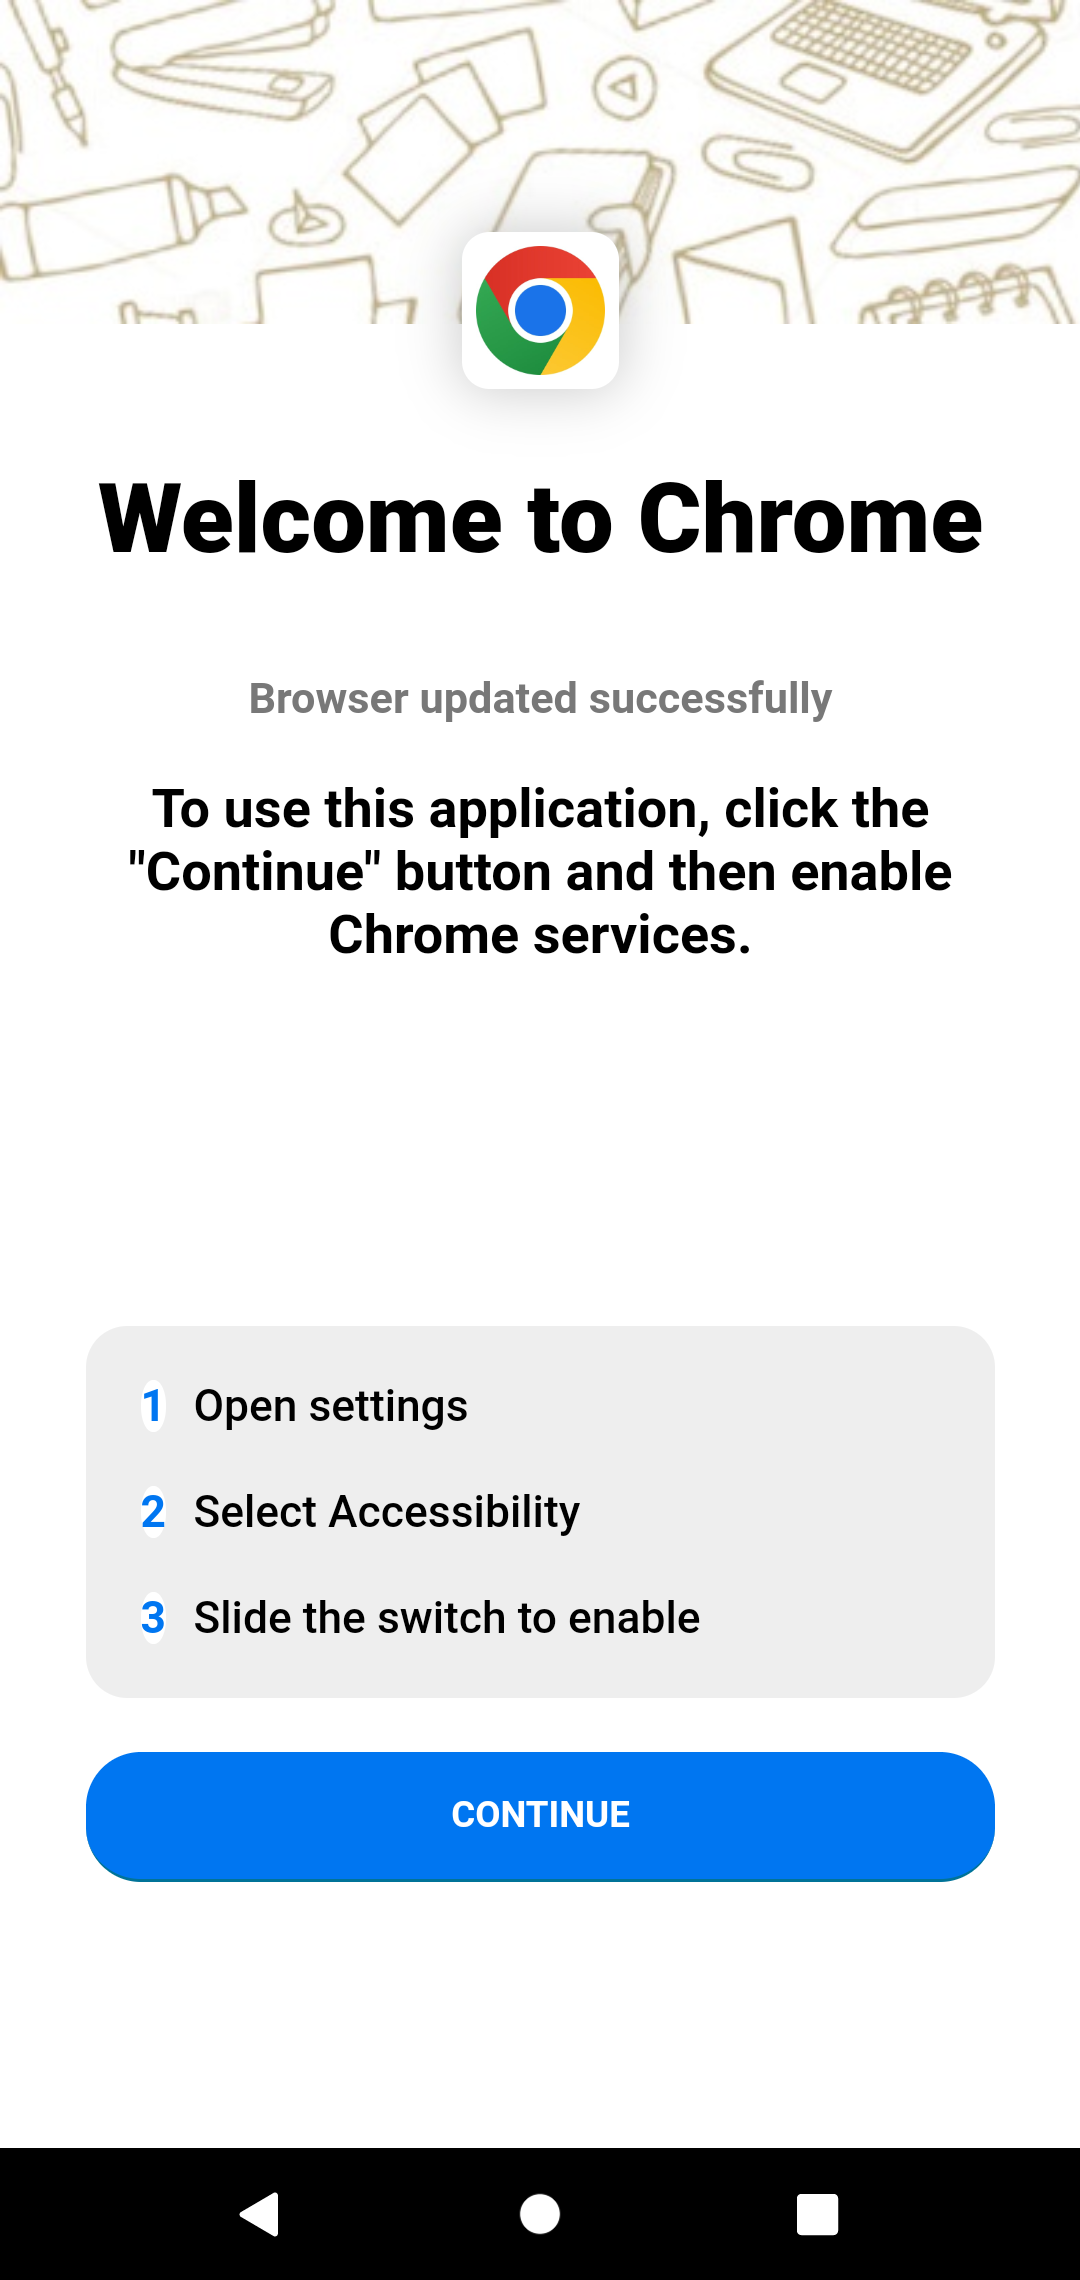 Welcome to Chrome
Browser updated successfully
To use this application, click the
"Continue" button and then enable
Chrome services.
1 Open settings
2 Select Accessibility
3 Slide the switch to enable
CONTINUE